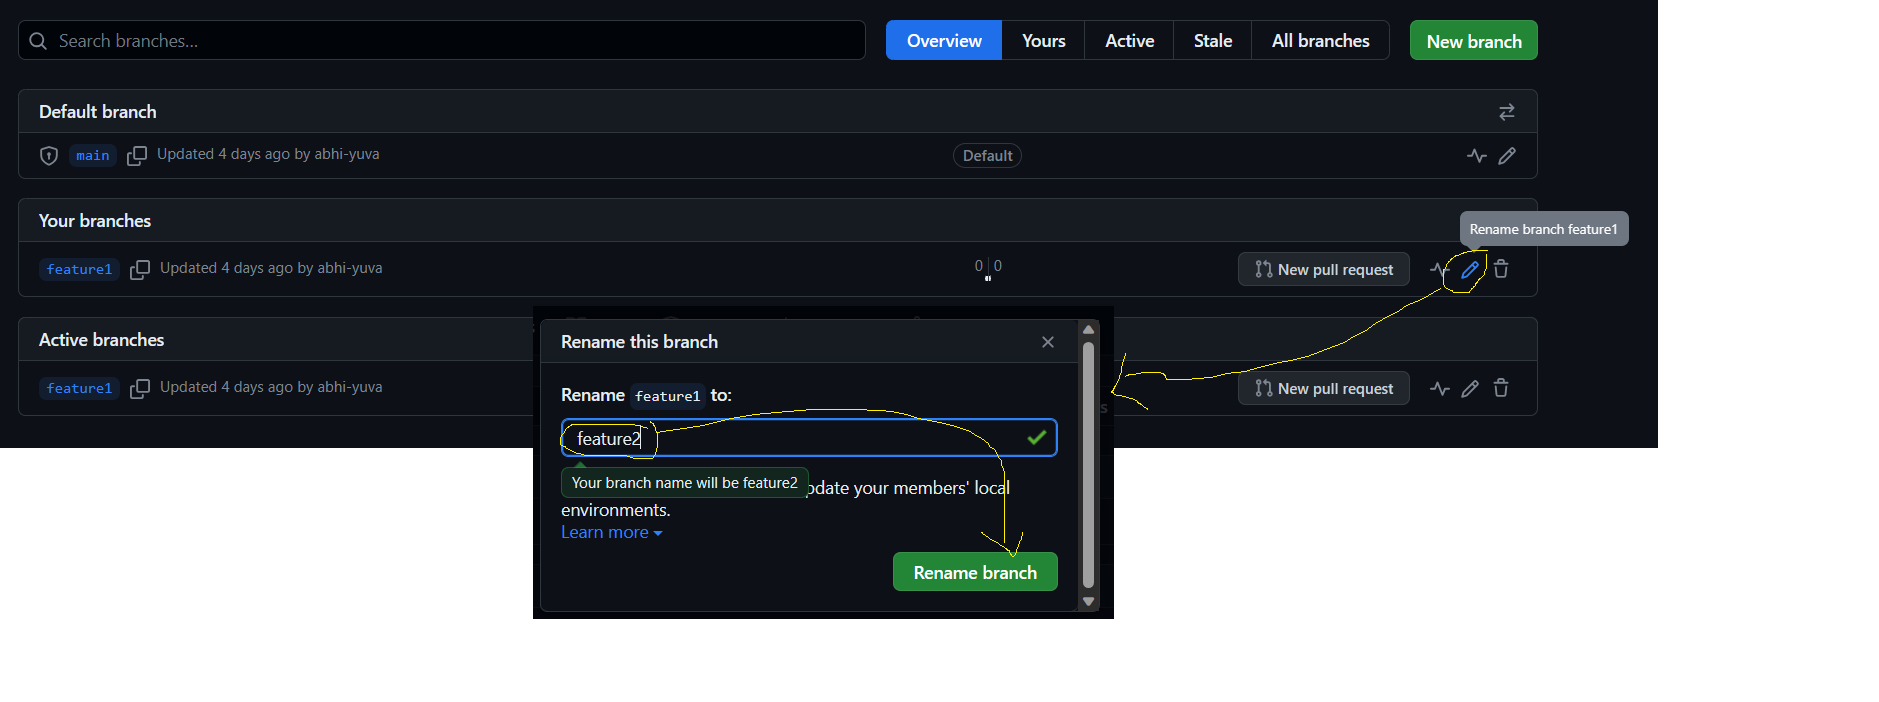 Search branches...
Overview Yours Active Stale All branches New branch
Default branch
main Updated 4 days ago by abhi-yuva Default
Your branches
Rename branch feature1
feature1 Updated 4 days ago by abhi-yuva 0 0 New pull request
Active branches
feature1 Updated 4 days ago by abhi-yuva New pull request
Rename this branch
Rename feature1 to:
feature2
Your branch name will be feature2
your members' local
environments.
Learn more
Rename branch